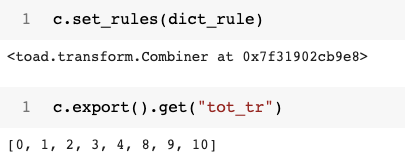 1 c.set_rules(dict_rule)
<toad.transform.Combiner at 0x7f31902cb9e8>
1 c.export().get("tot_tr")
[0, 1, 2, 3, 4, 8, 9, 10]